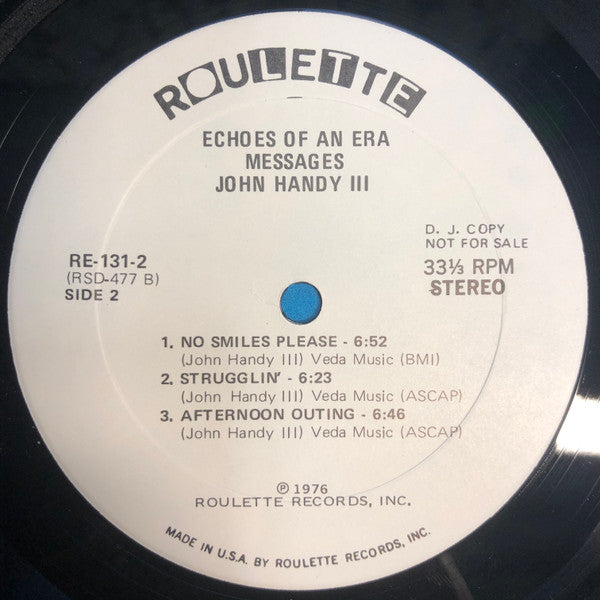 ROULETTE
ECHOES OF AN ERA
MESSAGES
JOHN HANDY III
D. J. COPY
NOT FOR SALE
RE-131-2
(RSD-477 B)
SIDE 2
33⅓ RPM
STEREO
1. NO SMILES PLEASE - 6:52
(John Handy III) Veda Music (BMI)
2. STRUGGLIN' - 6:23
(John Handy III) Veda Music (ASCAP)
3. AFTERNOON OUTING - 6:46
(John Handy III) Veda Music (ASCAP)
℗ 1976
ROULETTE RECORDS, INC.
MADE IN U.S.A. BY ROULETTE RECORDS, INC.